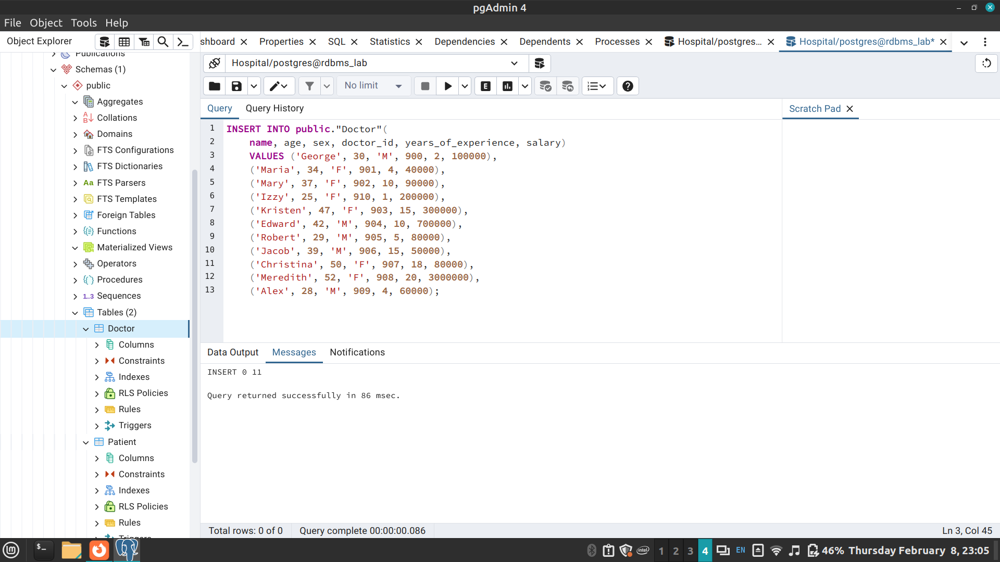 pgAdmin 4
File Object Tools Help
Object Explorer
shboard Properties SQL Statistics Dependencies Dependents Processes Hospital/postgres... Hospital/postgres@rdbms_lab*
Hospital/postgres@rdbms_lab
No limit
E
Query Query History
Scratch Pad
Publications
Schemas (1)
public
Aggregates
Collations
Domains
FTS Configurations
FTS Dictionaries
Aa FTS Parsers
FTS Templates
Foreign Tables
Functions
Materialized Views
Operators
Procedures
1..3 Sequences
Tables (2)
Doctor
Columns
Constraints
Indexes
RLS Policies
Rules
Triggers
Patient
Columns
Constraints
Indexes
RLS Policies
Rules
Triggers
1 INSERT INTO public."Doctor"(
2 name, age, sex, doctor_id, years_of_experience, salary)
3 VALUES ('George', 30, 'M', 900, 2, 100000),
4 ('Maria', 34, 'F', 901, 4, 40000),
5 ('Mary', 37, 'F', 902, 10, 90000),
6 ('Izzy', 25, 'F', 910, 1, 200000),
7 ('Kristen', 47, 'F', 903, 15, 300000),
8 ('Edward', 42, 'M', 904, 10, 700000),
9 ('Robert', 29, 'M', 905, 5, 80000),
10 ('Jacob', 39, 'M', 906, 15, 50000),
11 ('Christina', 50, 'F', 907, 18, 80000),
12 ('Meredith', 52, 'F', 908, 20, 3000000),
13 ('Alex', 28, 'M', 909, 4, 60000);
Data Output Messages Notifications
INSERT 0 11
Query returned successfully in 86 msec.
Total rows: 0 of 0 Query complete 00:00:00.086 Ln 3, Col 45
$_ intel 1 2 3 4 EN 46% Thursday February 8, 23:05